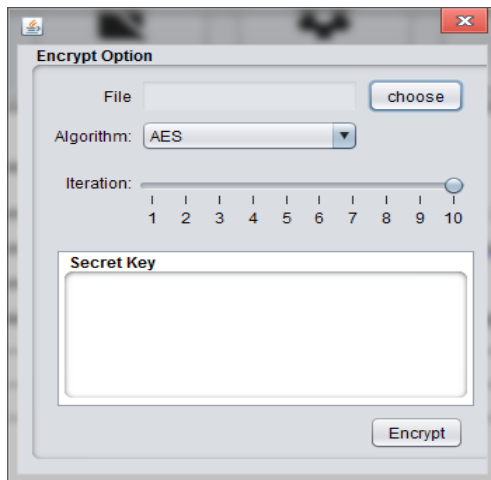 Encrypt Option
File choose
Algorithm: AES
Iteration:
1 2 3 4 5 6 7 8 9 10
Secret Key
Encrypt